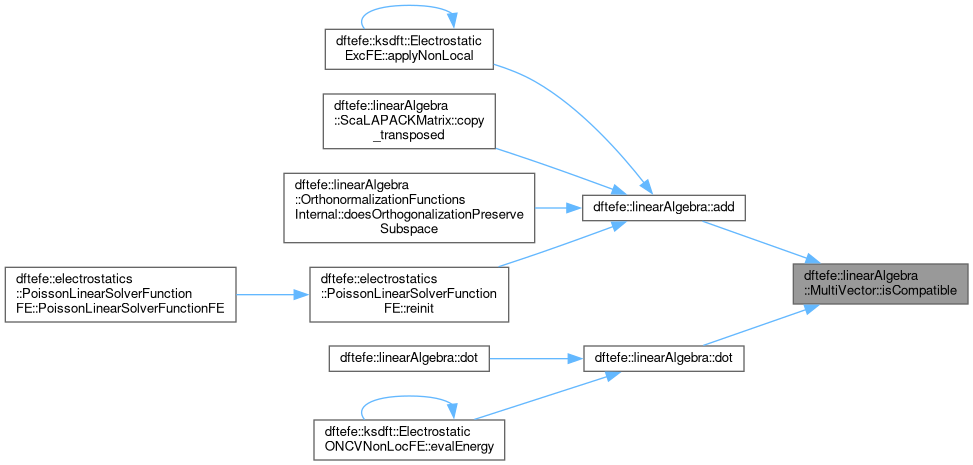 dftefe::ksdft::Electrostatic
ExcFE::applyNonLocal
dftefe::linearAlgebra
::ScaLAPACKMatrix::copy
_transposed
dftefe::linearAlgebra
::OrthonormalizationFunctions
Internal::doesOrthogonalizationPreserve
Subspace
dftefe::linearAlgebra::add
dftefe::linearAlgebra
::MultiVector::isCompatible
dftefe::electrostatics
::PoissonLinearSolverFunction
FE::PoissonLinearSolverFunctionFE
dftefe::electrostatics
::PoissonLinearSolverFunction
FE::reinit
dftefe::linearAlgebra::dot
dftefe::linearAlgebra::dot
dftefe::ksdft::Electrostatic
ONCVNonLocFE::evalEnergy